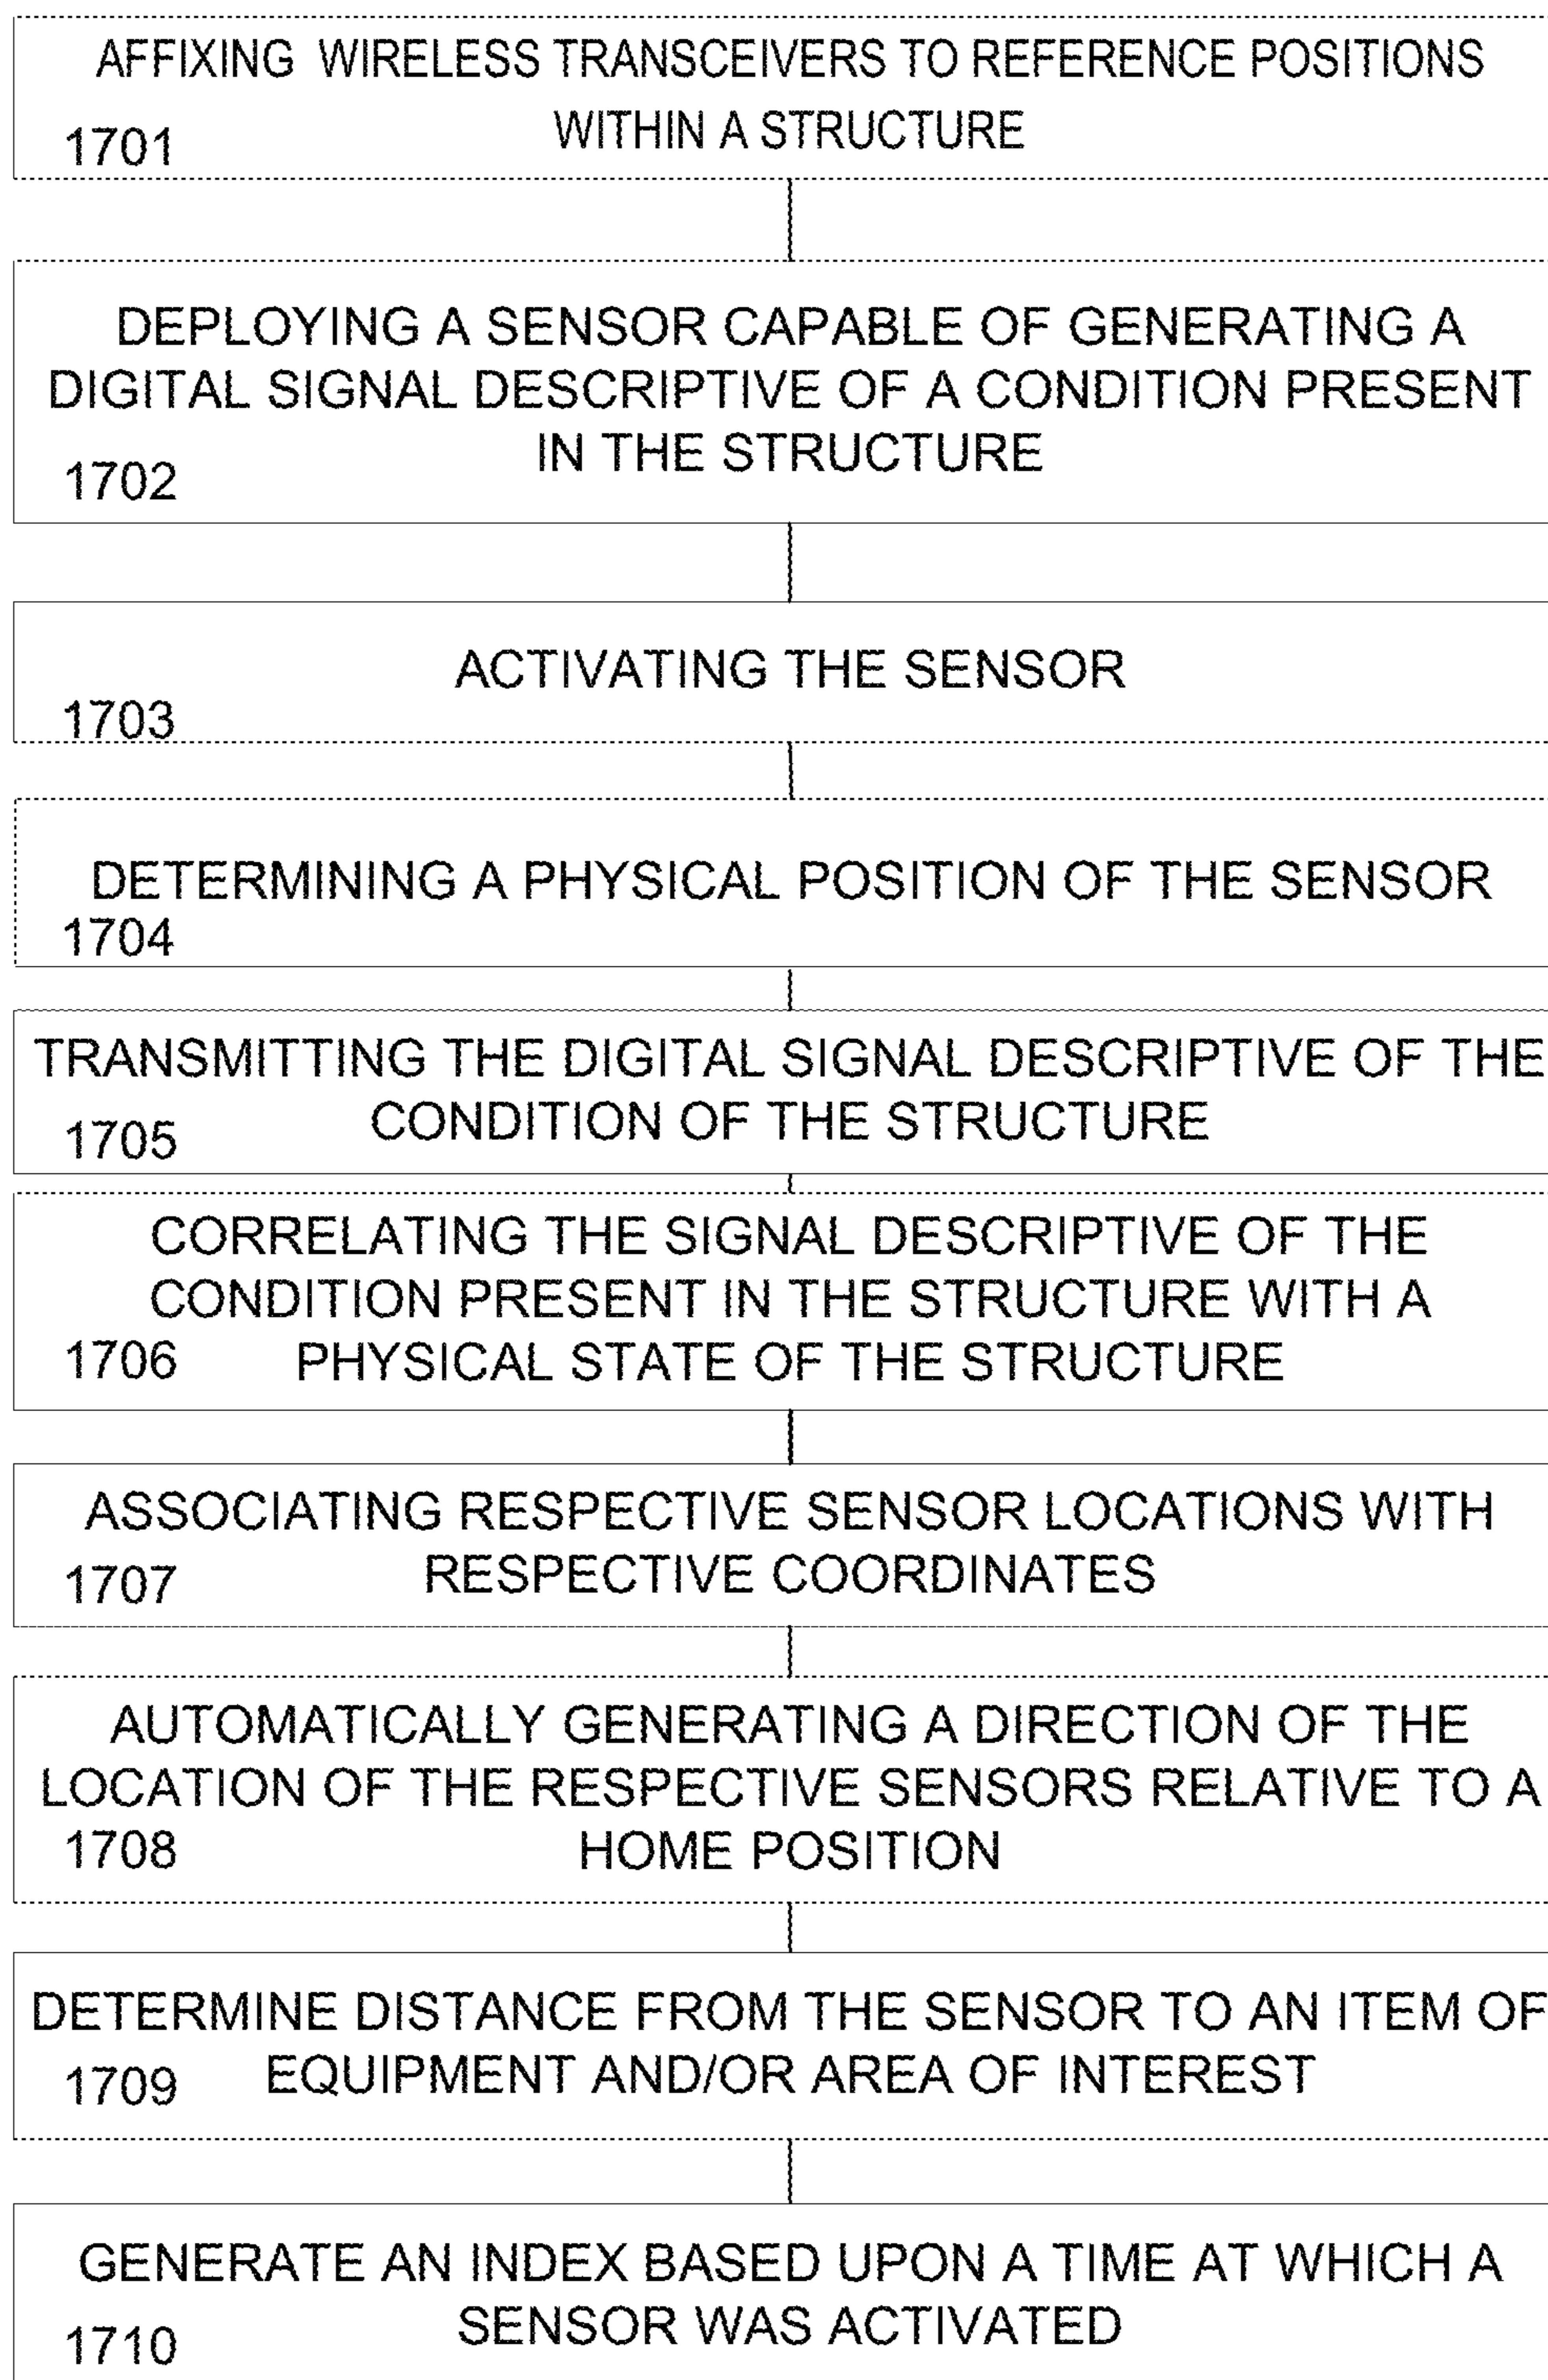 AFFIXING WIRELESS TRANSCEIVERS TO REFERENCE POSITIONS
WITHIN A STRUCTURE
1701
DEPLOYING A SENSOR CAPABLE OF GENERATING A
DIGITAL SIGNAL DESCRIPTIVE OF A CONDITION PRESENT
IN THE STRUCTURE
1702
ACTIVATING THE SENSOR
1703
DETERMINING A PHYSICAL POSITION OF THE SENSOR
1704
TRANSMITTING THE DIGITAL SIGNAL DESCRIPTIVE OF THE
CONDITION OF THE STRUCTURE
1705
CORRELATING THE SIGNAL DESCRIPTIVE OF THE
CONDITION PRESENT IN THE STRUCTURE WITH A
1706 PHYSICAL STATE OF THE STRUCTURE
ASSOCIATING RESPECTIVE SENSOR LOCATIONS WITH
1707 RESPECTIVE COORDINATES
AUTOMATICALLY GENERATING A DIRECTION OF THE
LOCATION OF THE RESPECTIVE SENSORS RELATIVE TO A
1708 HOME POSITION
DETERMINE DISTANCE FROM THE SENSOR TO AN ITEM OF
1709 EQUIPMENT AND/OR AREA OF INTEREST
GENERATE AN INDEX BASED UPON A TIME AT WHICH A
SENSOR WAS ACTIVATED
1710